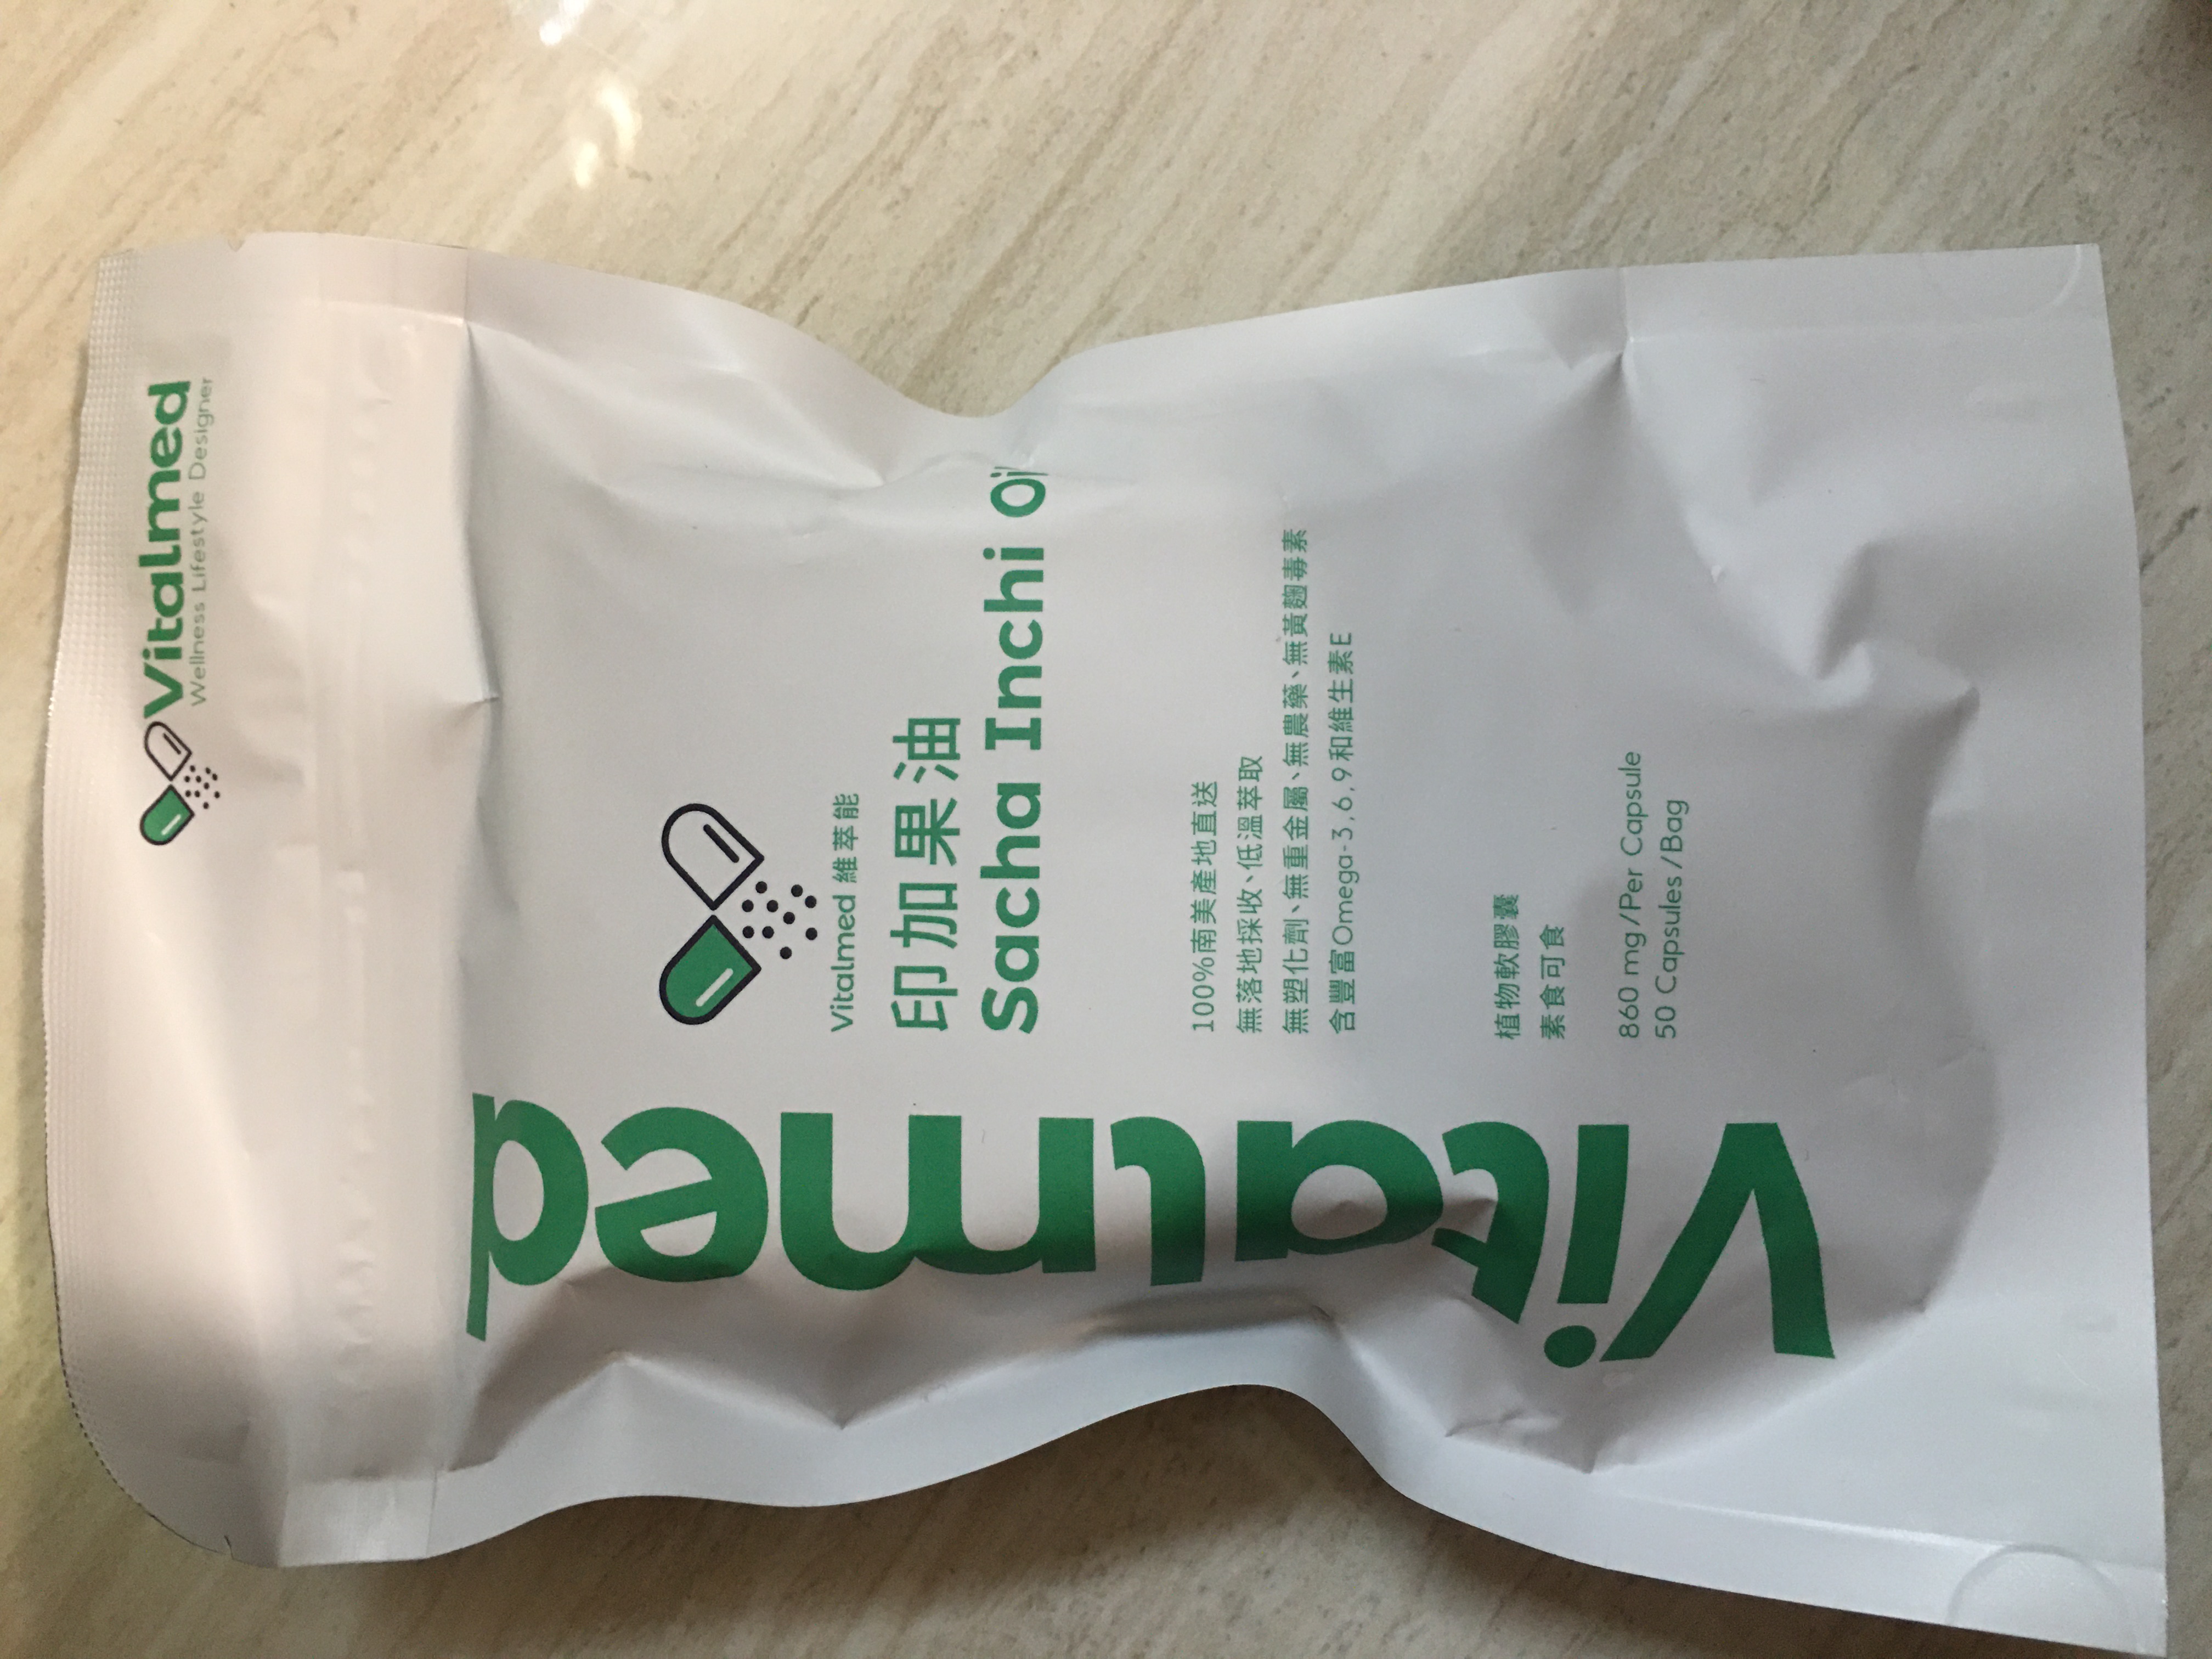 Vitalmed
Wellness Lifestyle Designer
Vitalmed 維萃能
印加果油
Sacha Inchi Oil
100%南美產地直送
無落地採收、低溫萃取
無塑化劑、無重金屬、無農藥、無黃麴毒素
含豐富Omega-3,6,9和維生素E
植物軟膠囊
素食可食
860 mg/Per Capsule
50 Capsules/Bag
Vitalmed